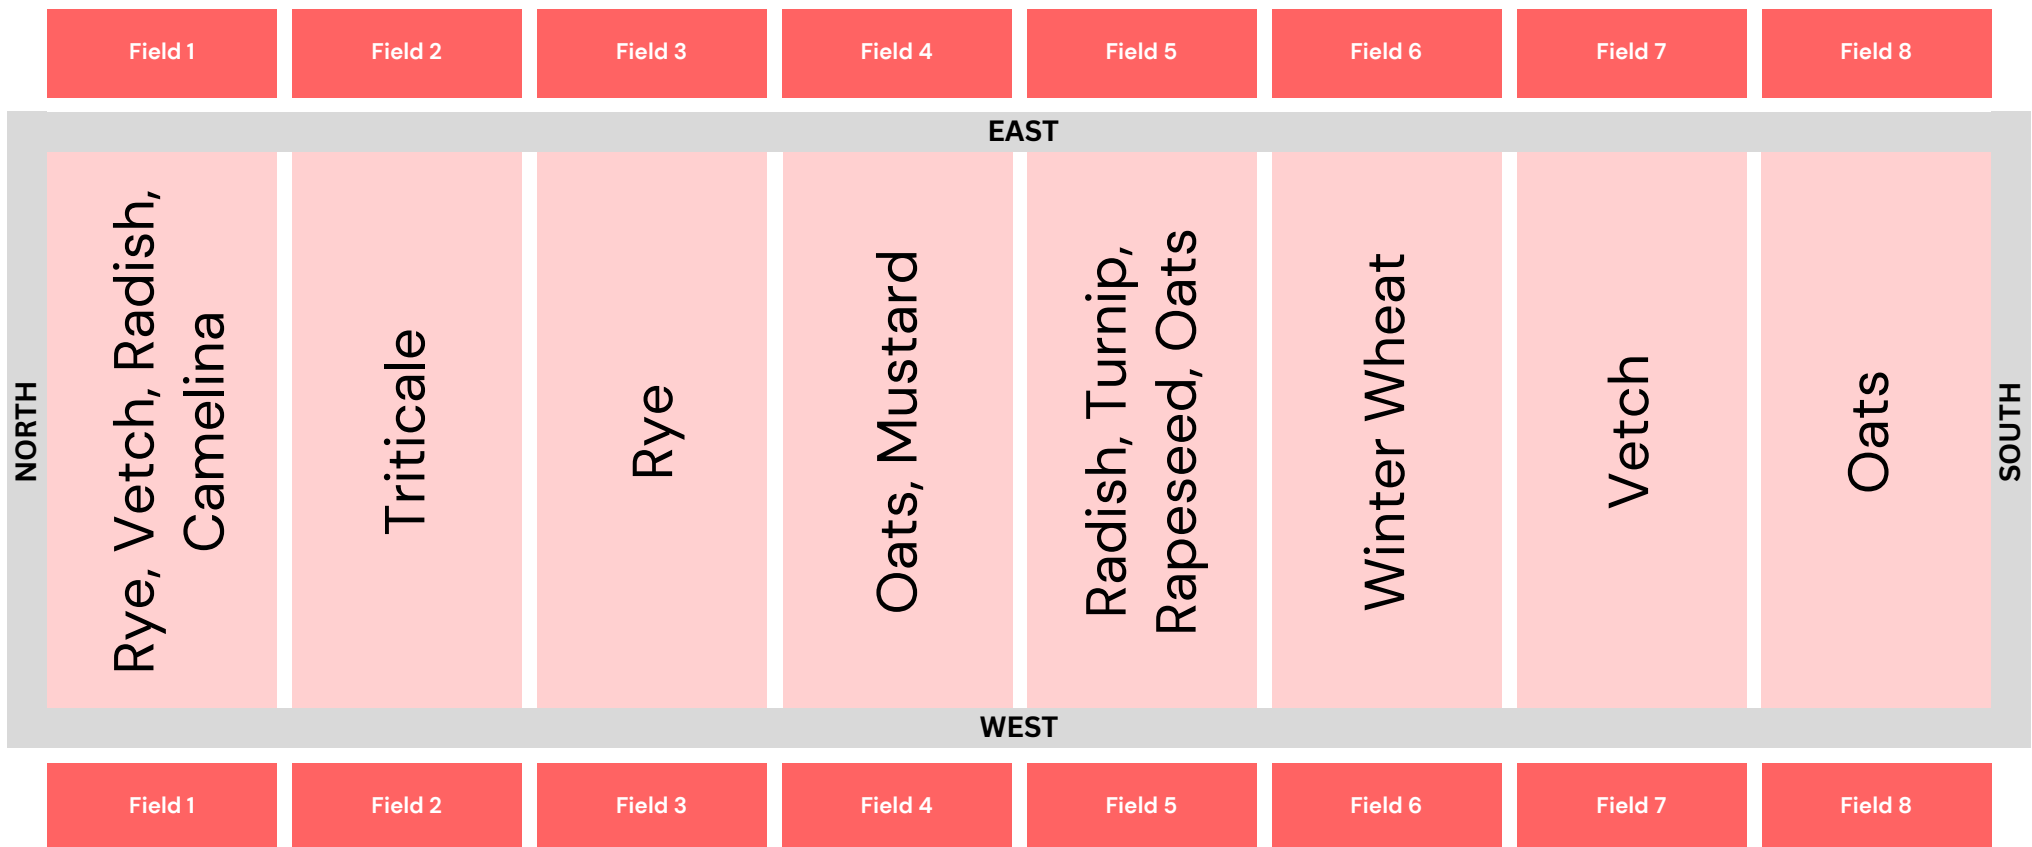 Field 1
Field 2
Field 3
Field 4
Field 5
Field 6
Field 7
Field 8
EAST
NORTH
Rye, Vetch, Radish,
Camelina
Triticale
Rye
Oats, Mustard
Radish, Turnip,
Rapeseed, Oats
Winter Wheat
Vetch
Oats
SOUTH
WEST
Field 1
Field 2
Field 3
Field 4
Field 5
Field 6
Field 7
Field 8